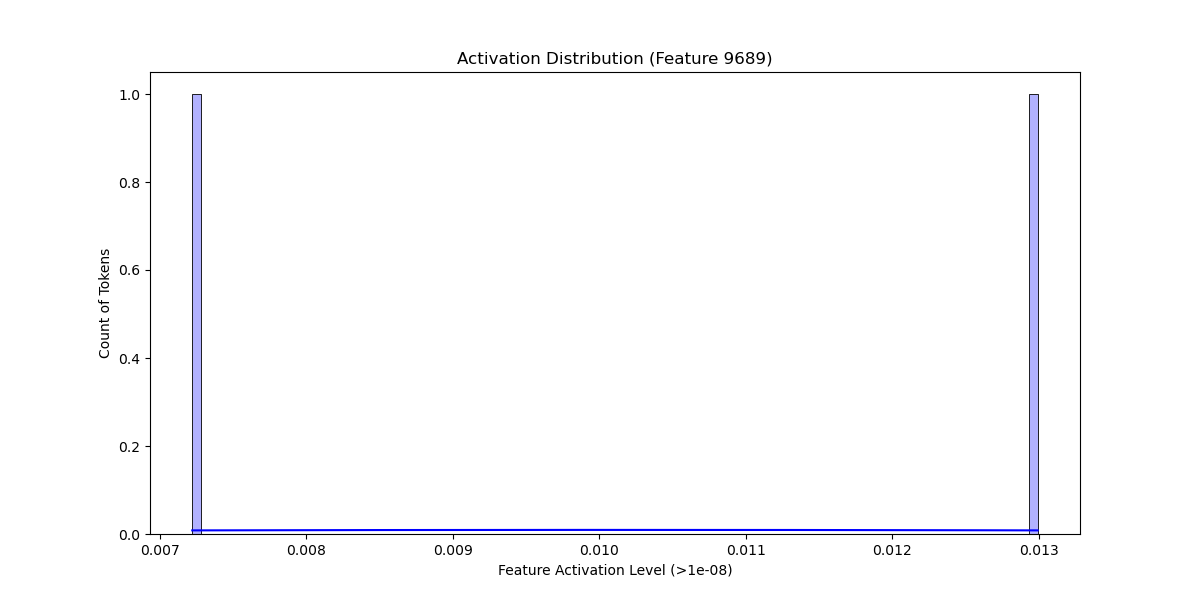 Activation Distribution (Feature 9689)
1.0
0.8
0.6
0.4
0.2
0.0
Count of Tokens
0.007 0.008 0.009 0.010 0.011 0.012 0.013
Feature Activation Level (>1e-08)